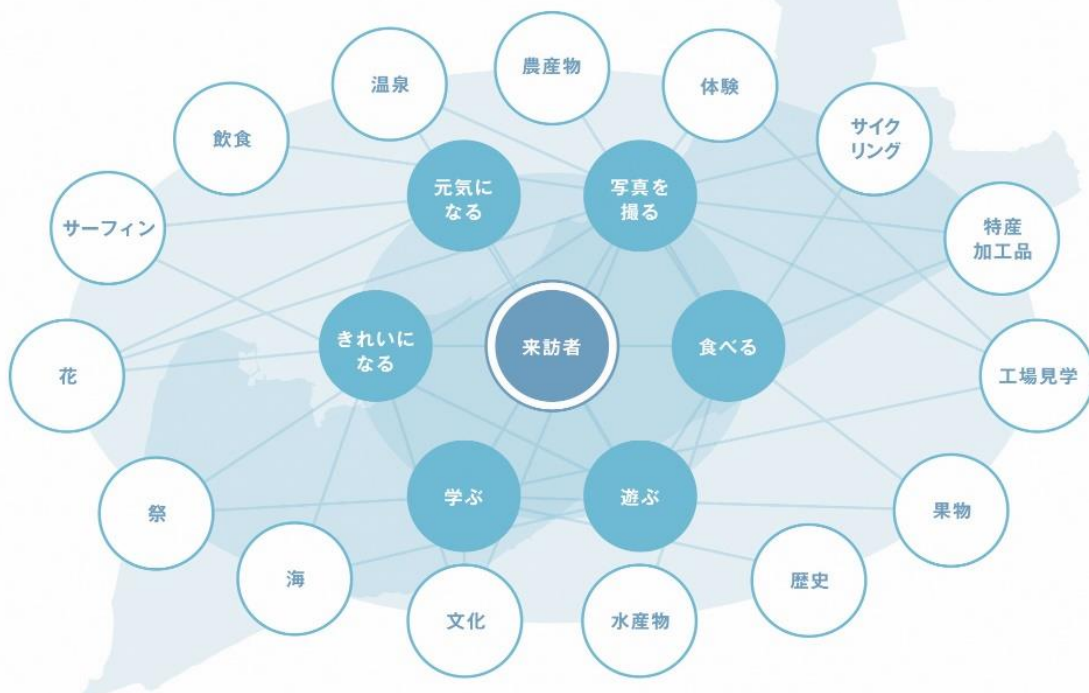 農産物
温泉
体験
飲食
サイク
リング
元気に
なる
写真を
撮る
サーフィン
特産
加工品
きれいに
なる
来訪者
食べる
花
工場見学
学ぶ
遊ぶ
祭
果物
海
歴史
文化
水産物